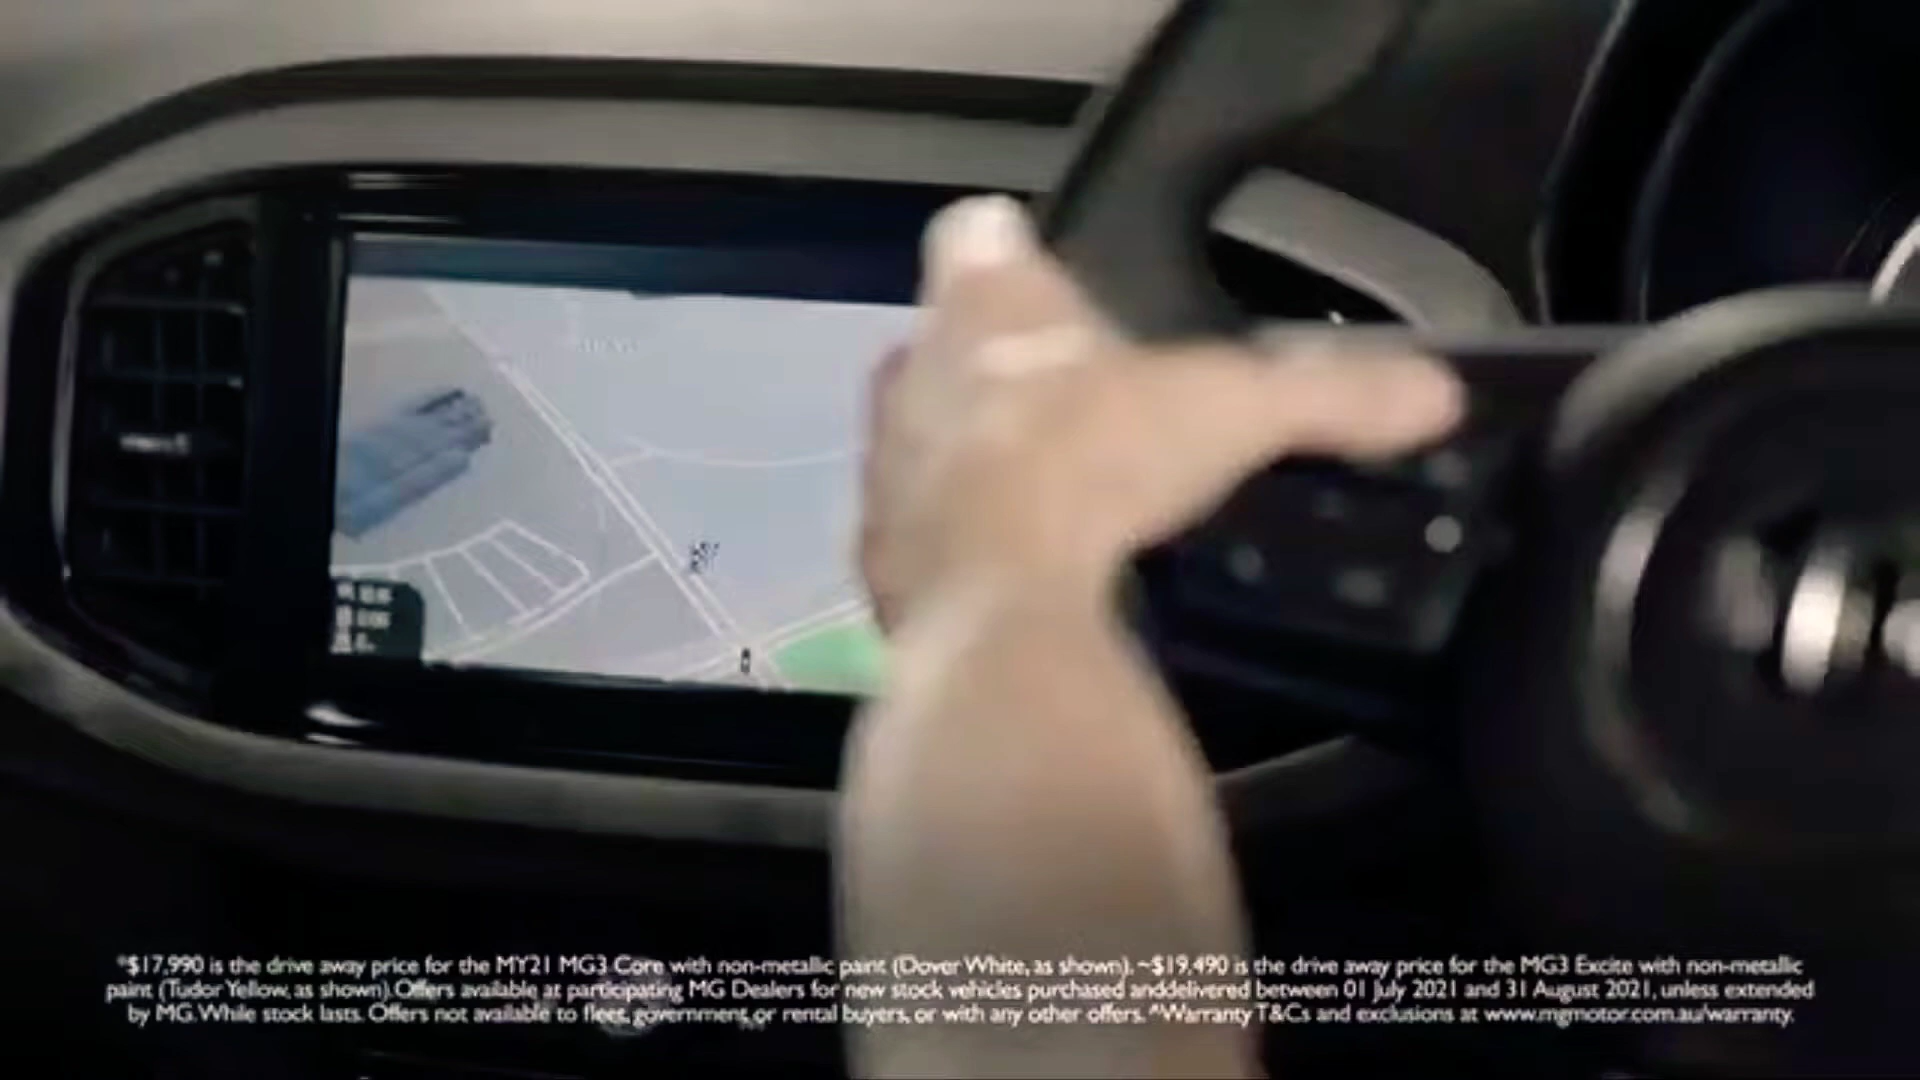 *$17,990 is the drive away price for the MY21 MG3 Core with non-metallic paint (Dover White, as shown). ~$19,490 is the drive away price for the MG3 Excite with non-metallic
paint (Tudor Yellow, as shown). Offers available at participating MG Dealers for new stock vehicles purchased anddelivered between 01 July 2021 and 31 August 2021, unless extended
by MG. While stock lasts. Offers not available to fleet, government, or rental buyers, or with any other offers. ^Warranty T&Cs and exclusions at www.mgmotor.com.au/warranty.